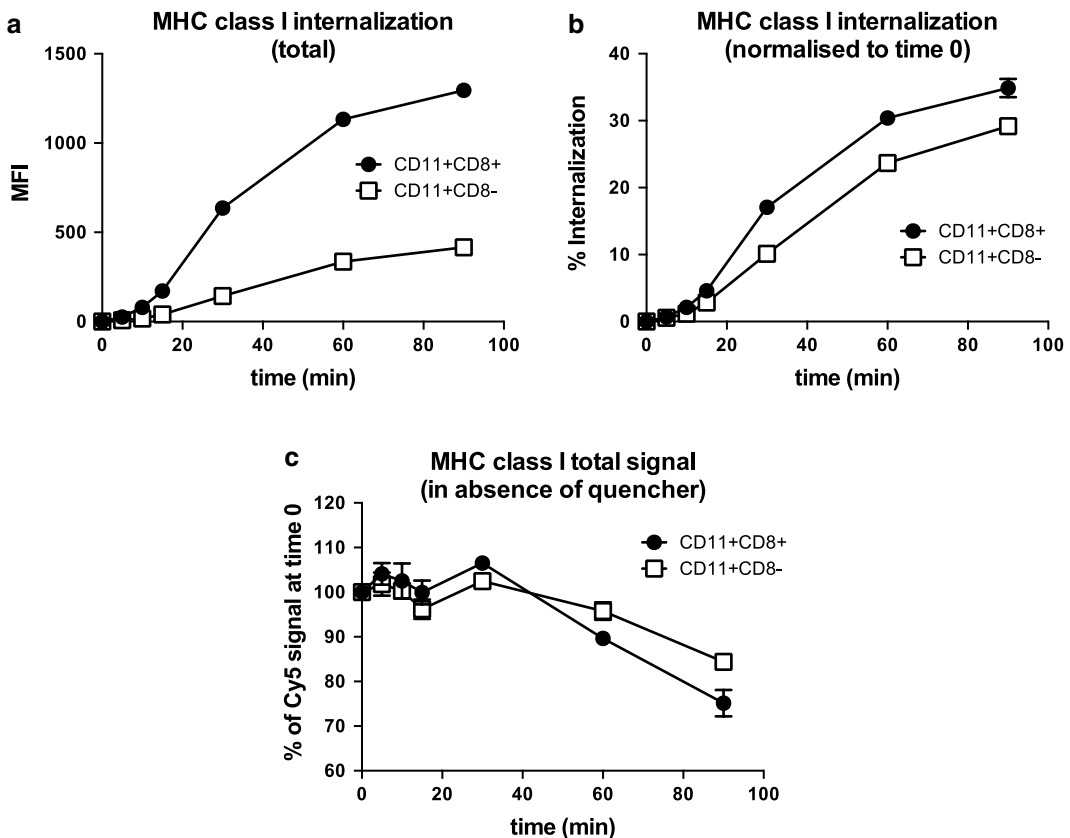 a
MHC class I internalization
(total)
1500
1000
500
0
MFI
0 20 40 60 80 100
time (min)
CD11+CD8+
CD11+CD8-
b
MHC class I internalization
(normalised to time 0)
40
30
20
10
0
% Internalization
0 20 40 60 80 100
time (min)
CD11+CD8+
CD11+CD8-
c
MHC class I total signal
(in absence of quencher)
120
110
100
90
80
70
60
% of Cy5 signal at time 0
0 20 40 60 80 100
time (min)
CD11+CD8+
CD11+CD8-